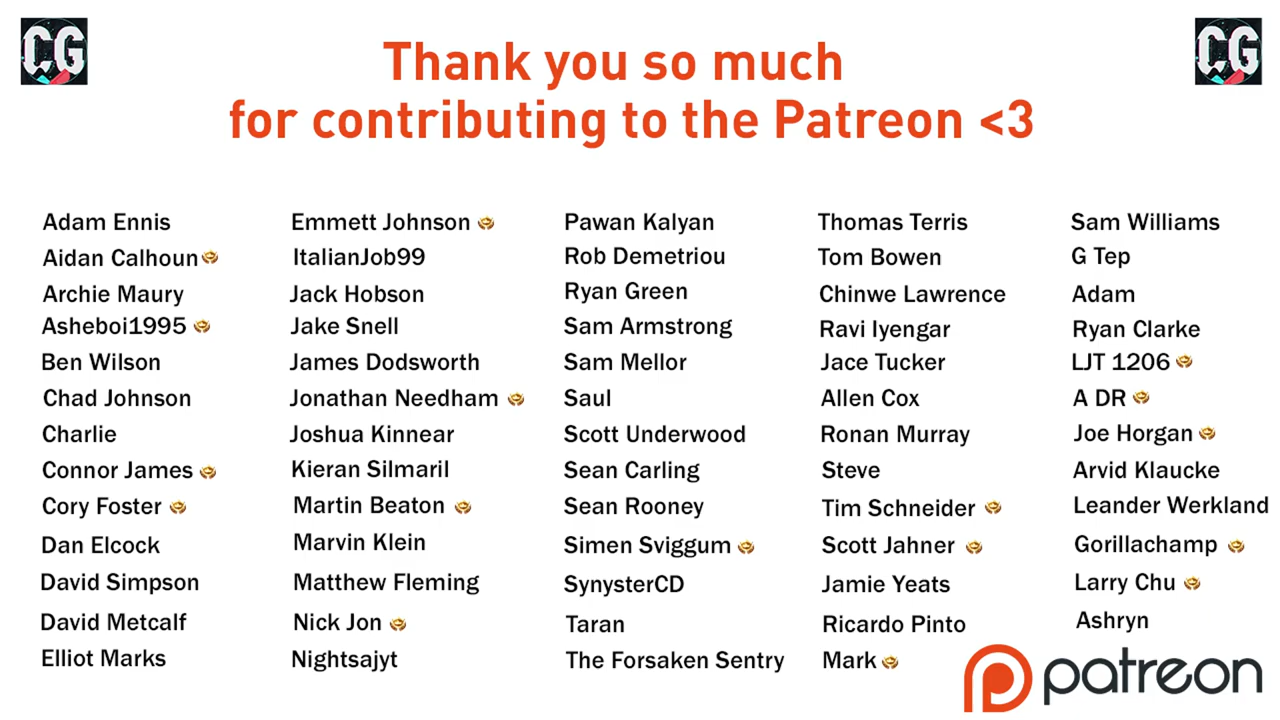 CG
CG
Thank you so much
for contributing to the Patreon <3
Adam Ennis
Aidan Calhoun
Archie Maury
Asheboi1995
Ben Wilson
Chad Johnson
Charlie
Connor James
Cory Foster
Dan Elcock
David Simpson
David Metcalf
Elliot Marks
Emmett Johnson
ItalianJob99
Jack Hobson
Jake Snell
James Dodsworth
Jonathan Needham
Joshua Kinnear
Kieran Silmaril
Martin Beaton
Marvin Klein
Matthew Fleming
Nick Jon
Nightsajyt
Pawan Kalyan
Rob Demetriou
Ryan Green
Sam Armstrong
Sam Mellor
Saul
Scott Underwood
Sean Carling
Sean Rooney
Simen Sviggum
SynysterCD
Taran
The Forsaken Sentry
Thomas Terris
Tom Bowen
Chinwe Lawrence
Ravi Iyengar
Jace Tucker
Allen Cox
Ronan Murray
Steve
Tim Schneider
Scott Jahner
Jamie Yeats
Ricardo Pinto
Mark
Sam Williams
G Tep
Adam
Ryan Clarke
LJT 1206
A DR
Joe Horgan
Arvid Klaucke
Leander Werkland
Gorillachamp
Larry Chu
Ashryn
patreon